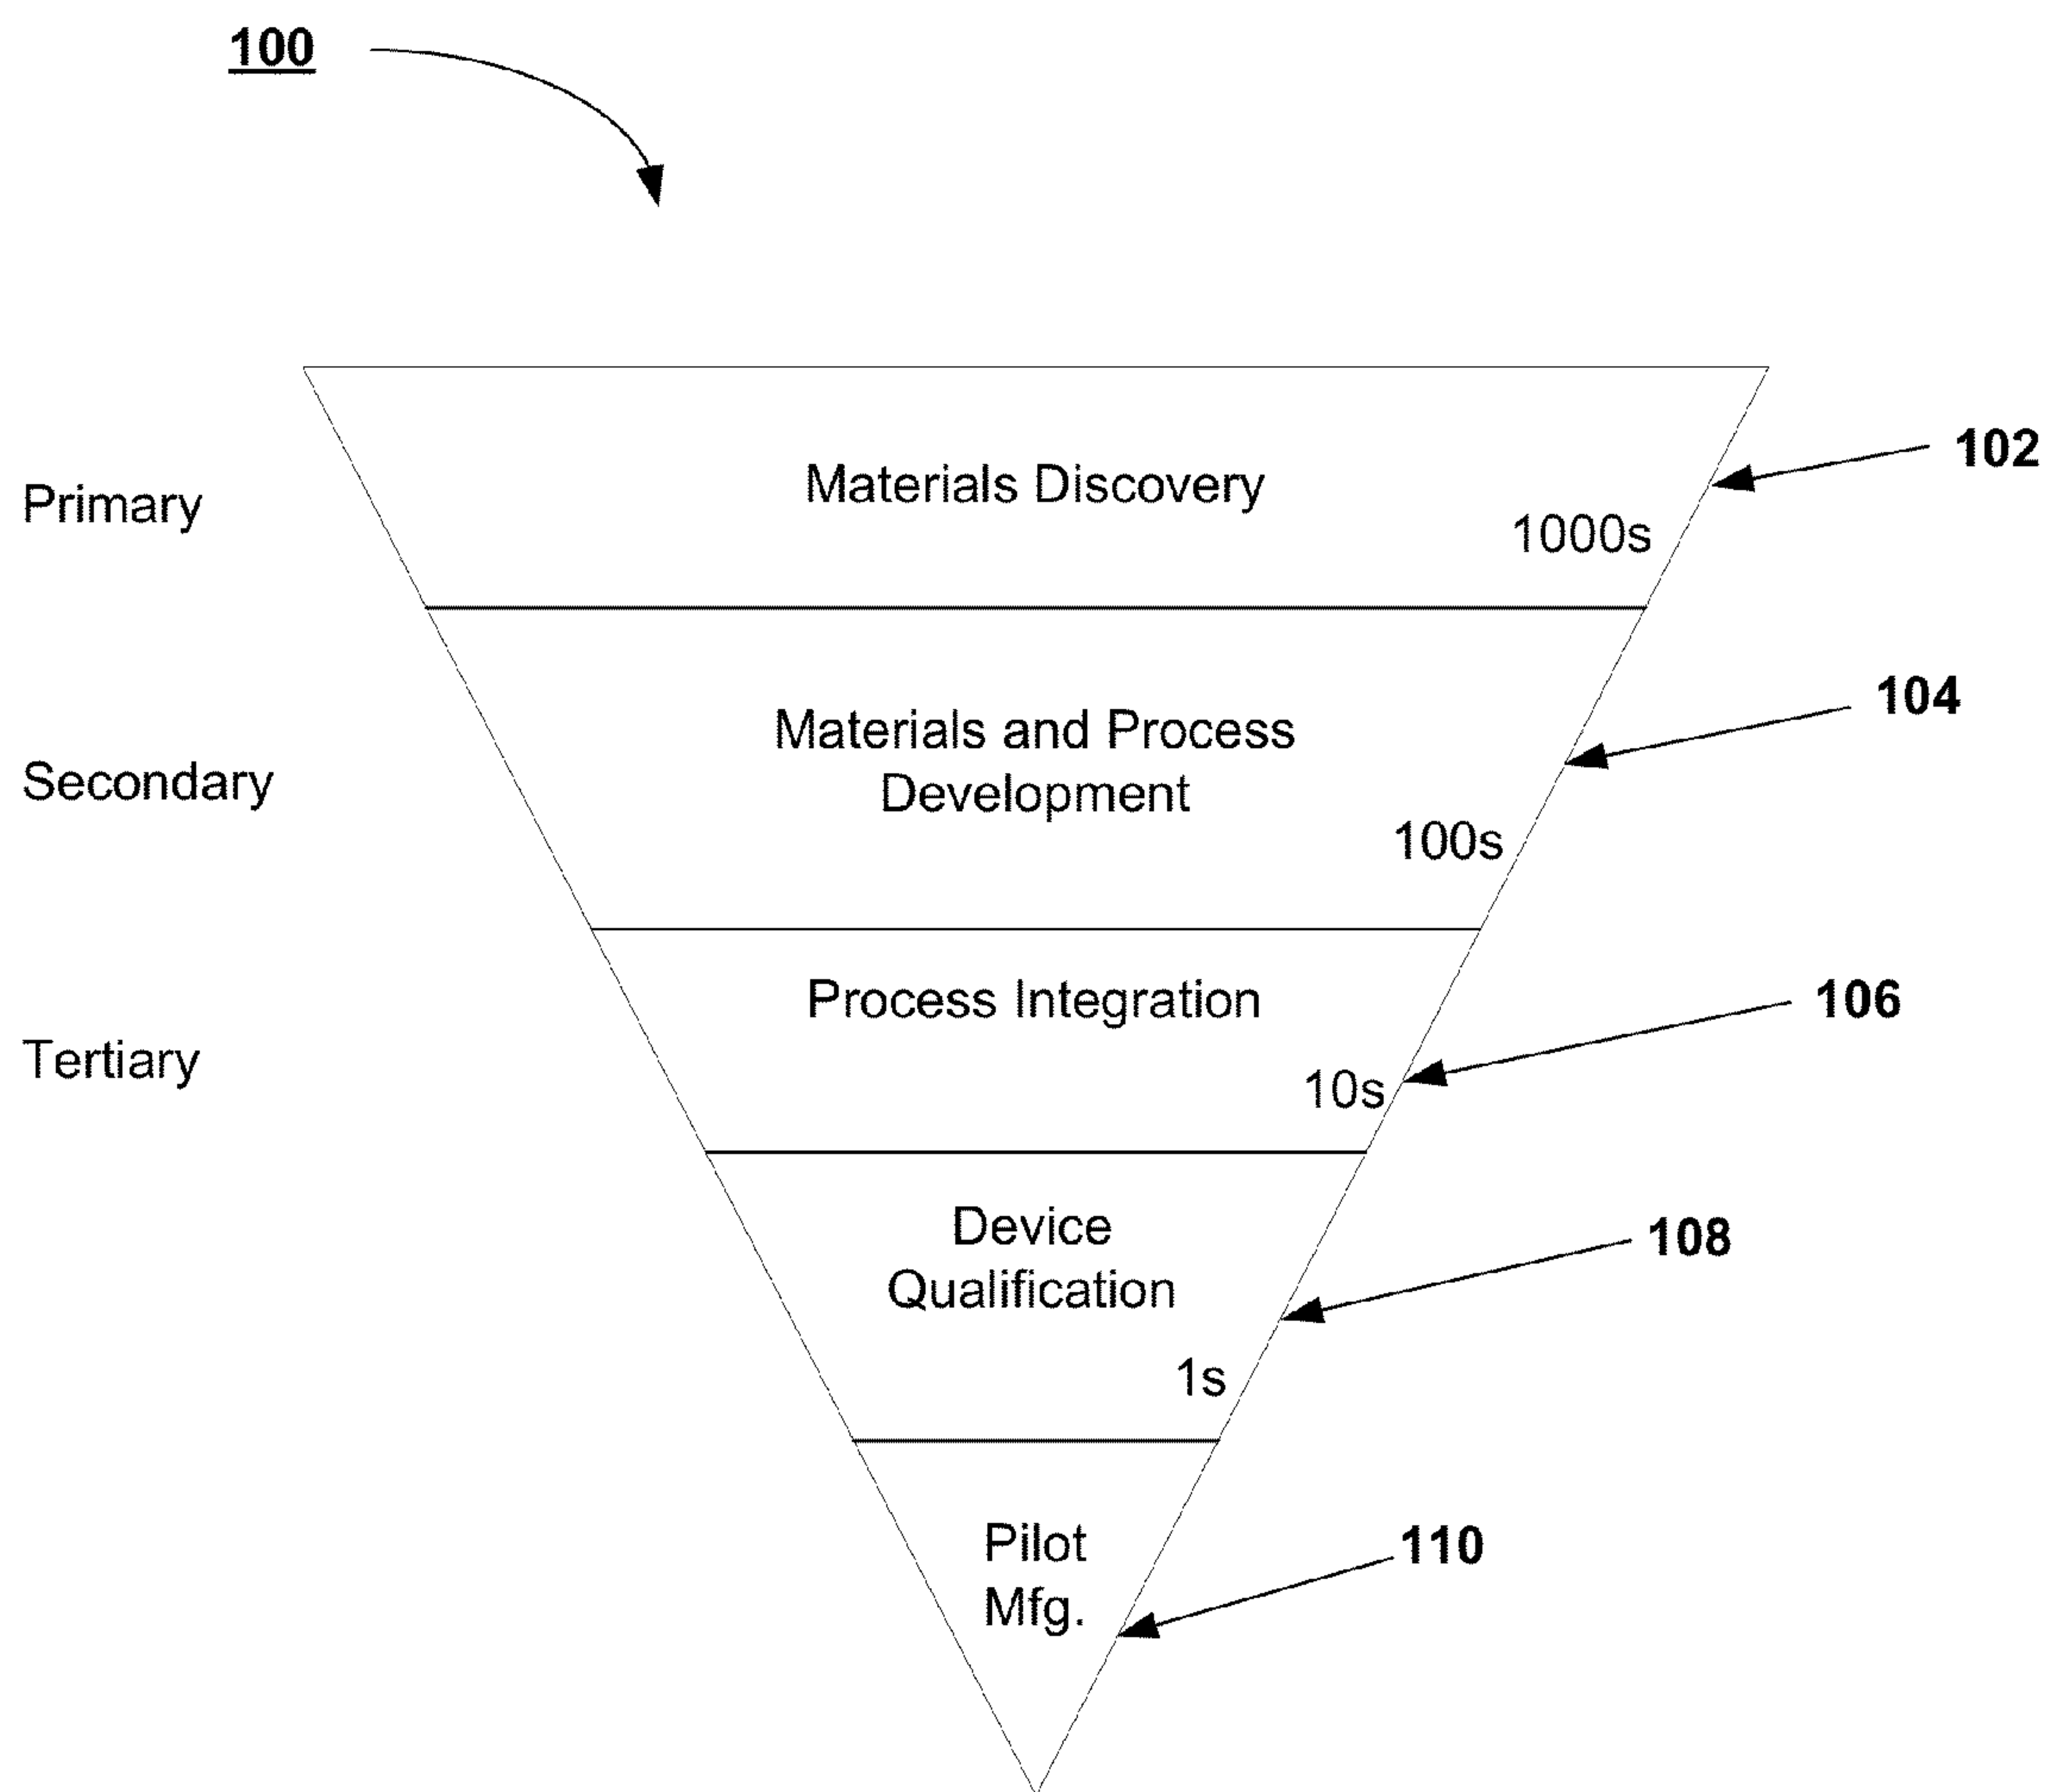 100
Materials Discovery
102
Primary
1000s
Materials and Process
Development
104
Secondary
100s
Process Integration
106
Tertiary
10s
Device
Qualification
108
1s
Pilot
Mfg.
110